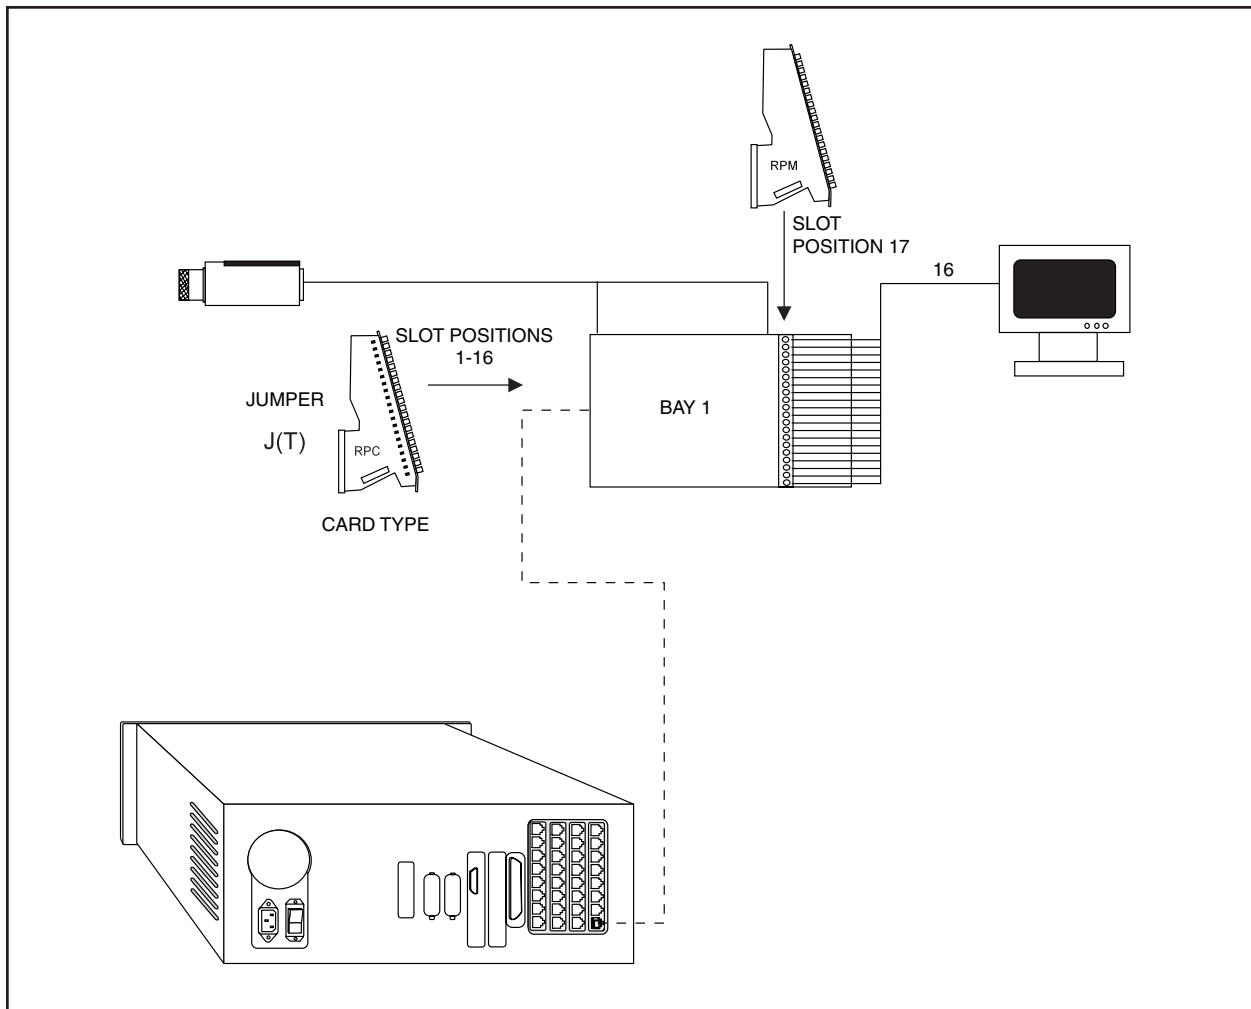 RPM
SLOT
POSITION 17
16
SLOT POSITIONS
1-16
JUMPER
J(T)
RPC
BAY 1
CARD TYPE